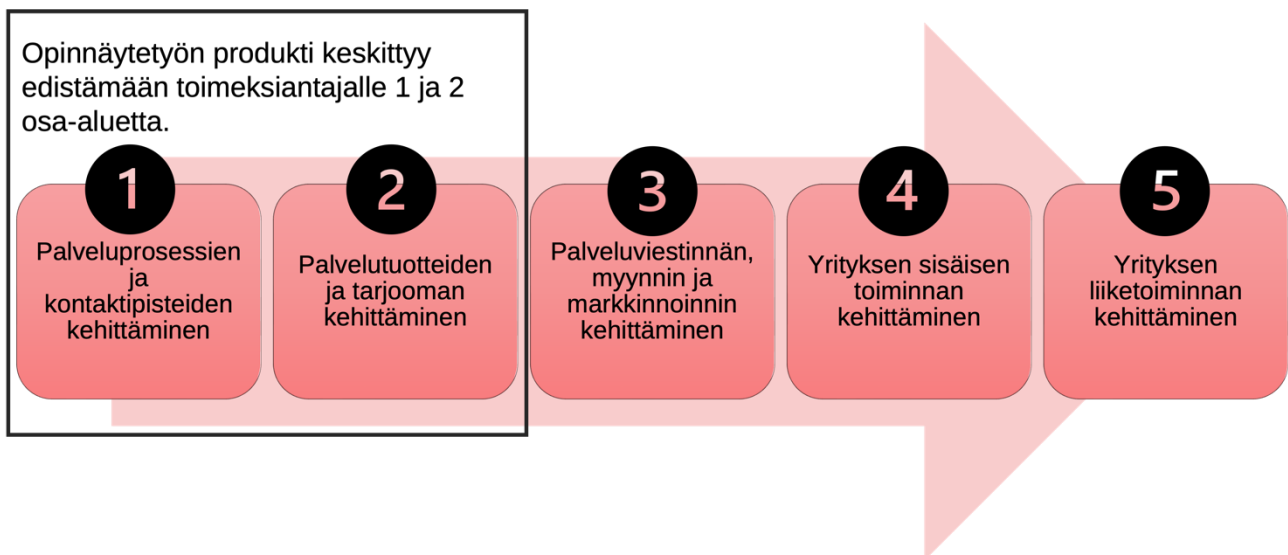 Opinnäytetyön produkti keskittyy
edistämään toimeksiantajalle 1 ja 2
osa-aluetta.
1
Palveluprosessien
ja
kontaktipisteiden
kehittäminen
2
Palvelutuotteiden
ja tarjooman
kehittäminen
3
Palveluviestinnän,
myynnin ja
markkinnoinnin
kehittäminen
4
Yrityksen sisäisen
toiminnan
kehittäminen
5
Yrityksen
liiketoiminnan
kehittäminen